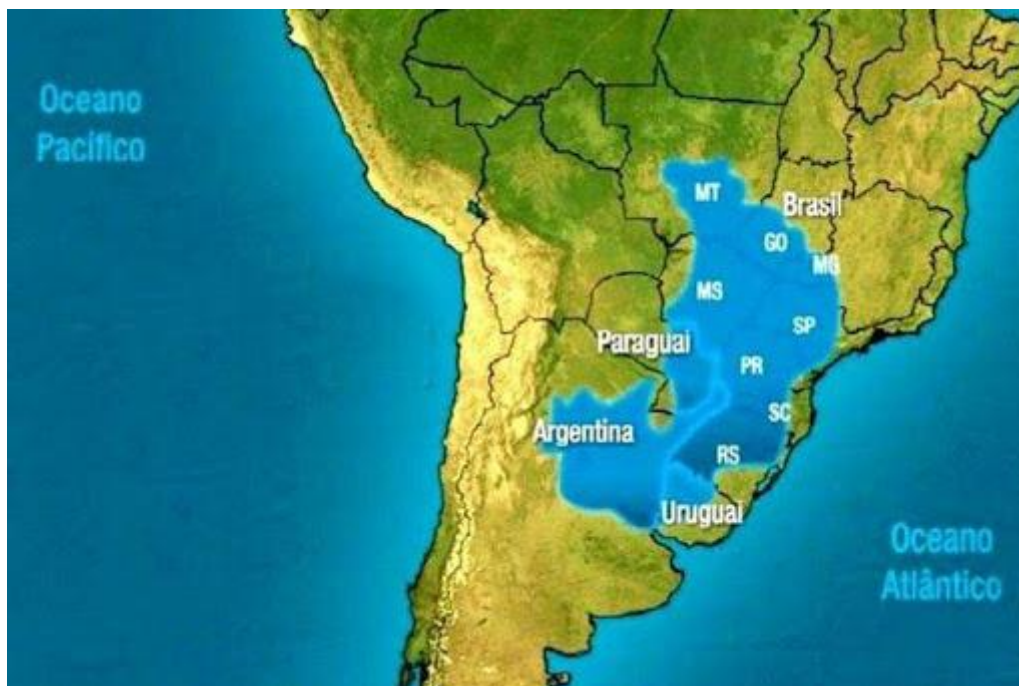 Oceano
Pacífico
MT
Brasil
GO
MG
MS
SP
Paraguai
PR
SC
Argentina
RS
Uruguai
Oceano
Atlântico